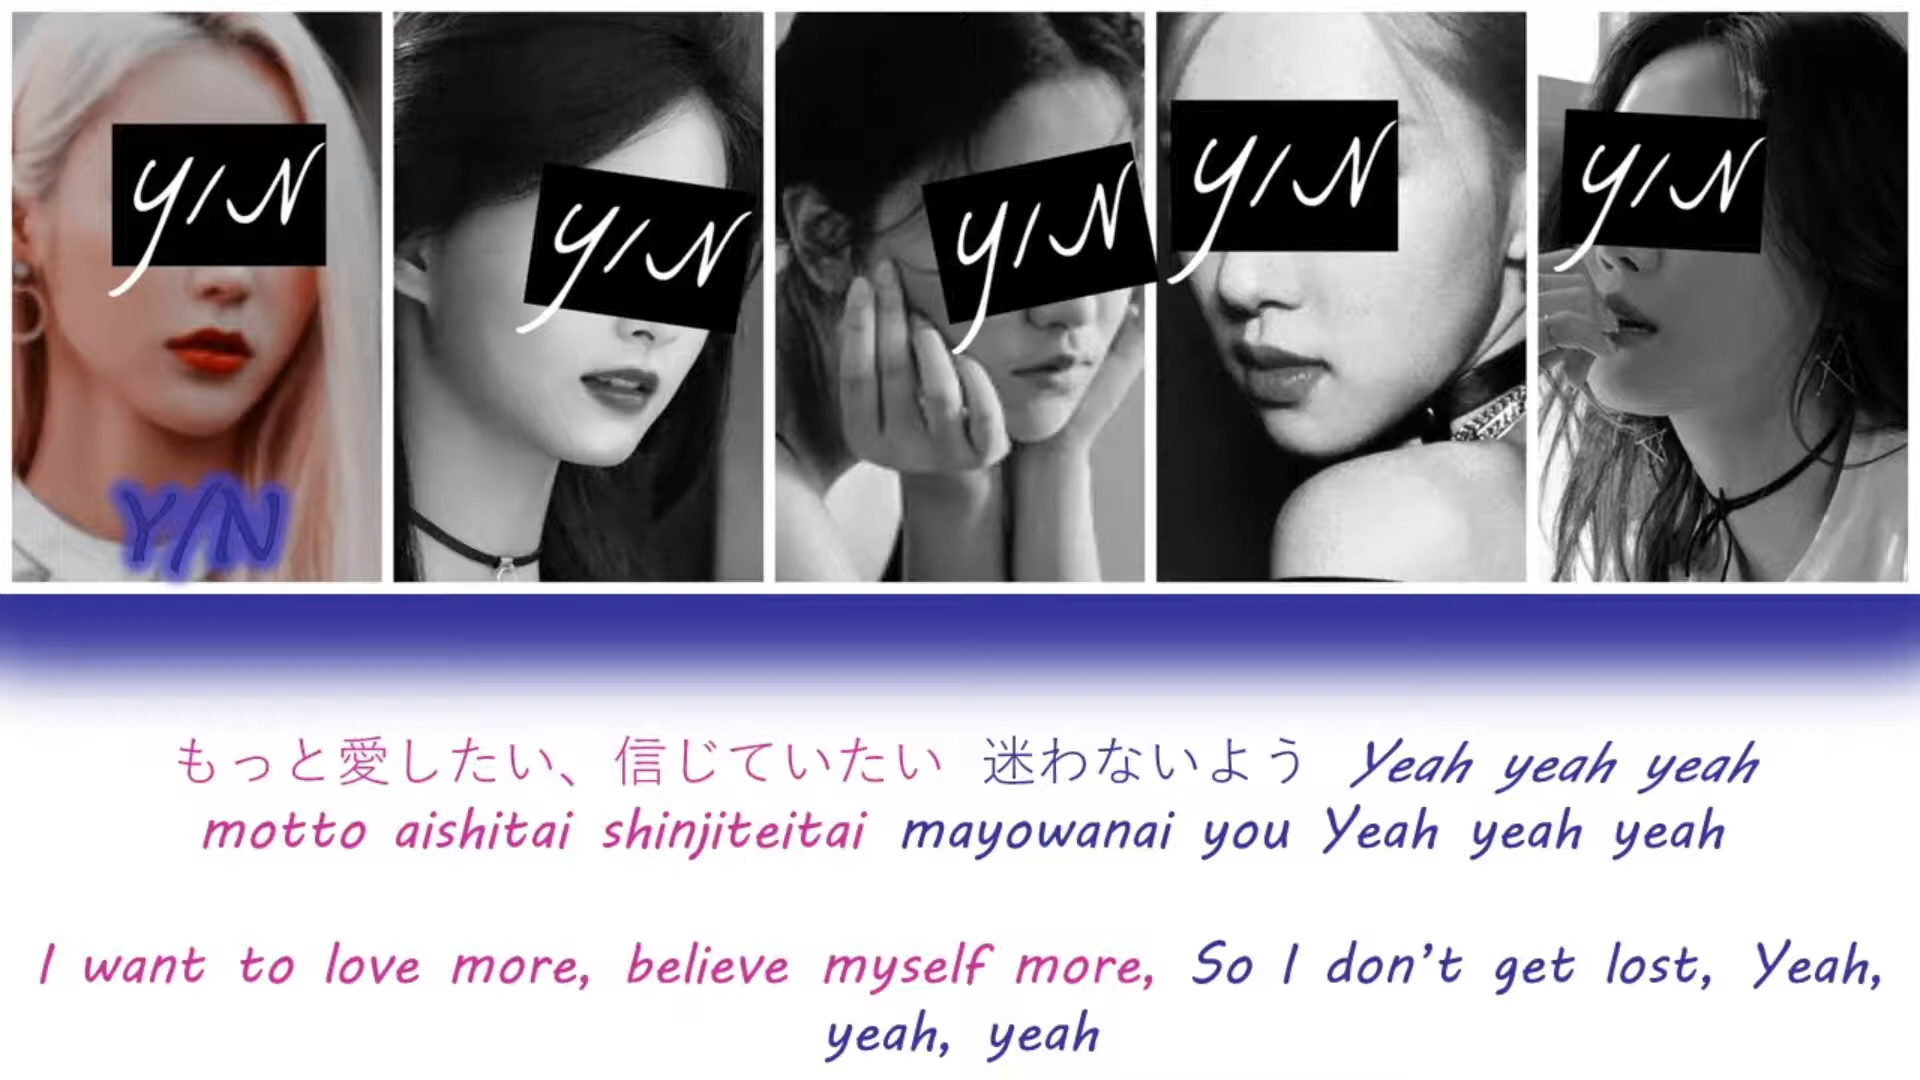 Y/N
Y/N
Y/N
Y/N
Y/N
Y/N
もっと愛したい、信じていたい 迷わないよう Yeah yeah yeah
motto aishitai shinjiteitai mayowanai you Yeah yeah yeah
I want to love more, believe myself more, So I don't get lost, Yeah,
yeah, yeah